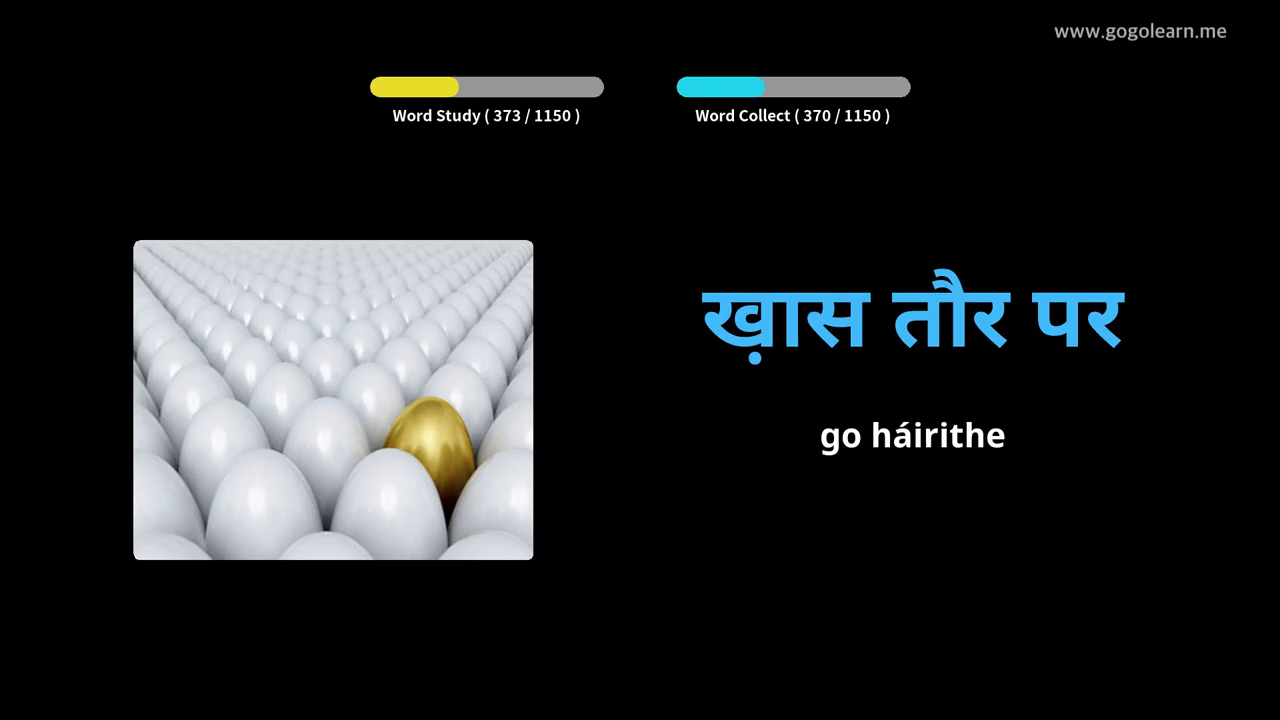 www.gogolearn.me
Word Study ( 373 / 1150 )
Word Collect ( 370 / 1150 )
ख़ास तौर पर
go háirithe